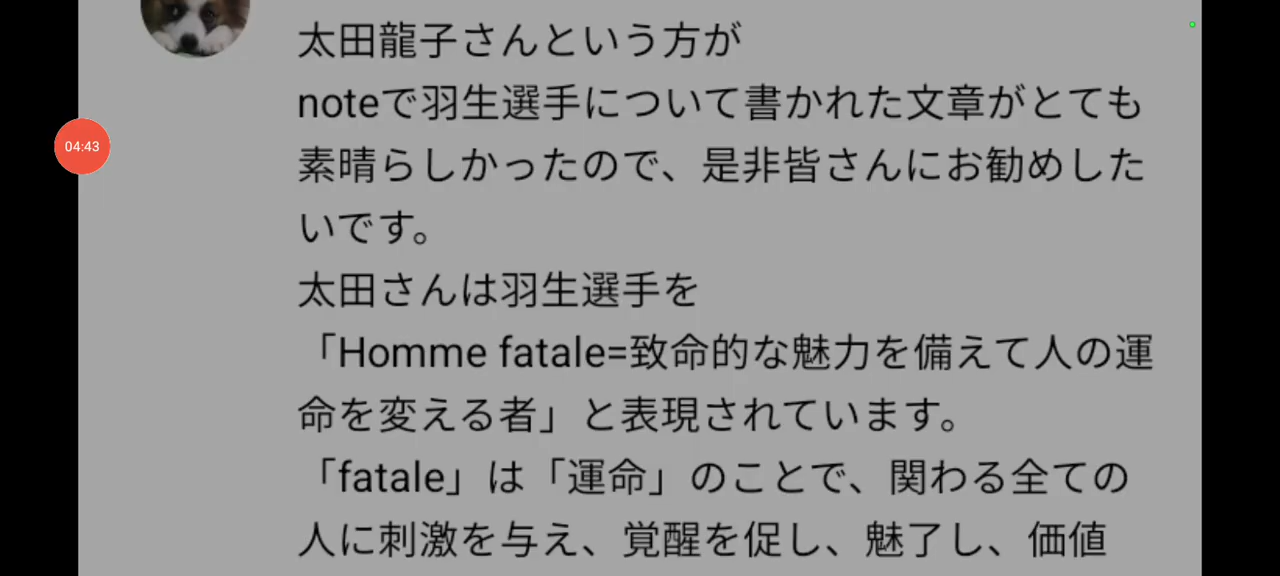 太田龍子さんという方が
noteで羽生選手について書かれた文章がとても
04:43
素晴らしかったので、是非皆さんにお勧めした
いです。
太田さんは羽生選手を
「Homme fatale=致命的な魅力を備えて人の運
命を変える者」と表現されています。
「fatale」は「運命」のことで、関わる全ての
人に刺激を与え、覚醒を促し、魅了し、価値